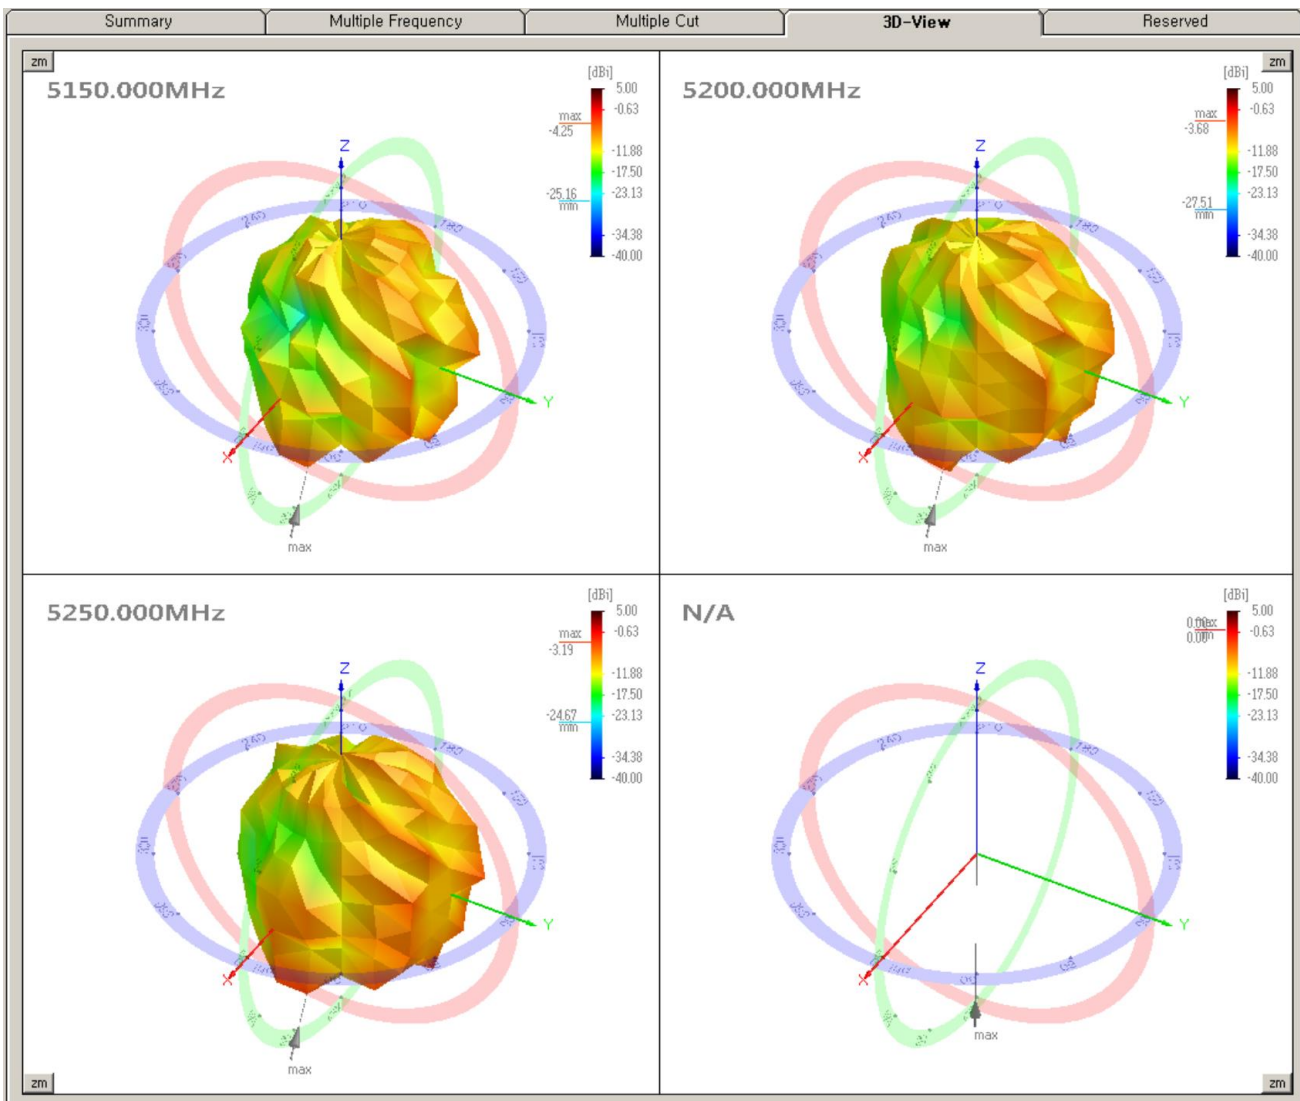 Summary
Multiple Frequency
Multiple Cut
3D-View
Reserved
zm
5150.000MHz
[dBi]
5.00
-0.63
max
-4.25
-11.88
-17.50
-25.16
min
-23.13
-34.38
-40.00
Z
Y
X
max
zm
5200.000MHz
[dBi]
5.00
-0.63
max
-3.68
-11.88
-17.50
-23.13
-27.51
min
-34.38
-40.00
Z
Y
X
max
5250.000MHz
[dBi]
5.00
-0.63
max
-3.19
-11.88
-17.50
-24.67
min
-23.13
-34.38
-40.00
Z
Y
X
max
zm
N/A
[dBi]
5.00
-0.63
max
0.00
-11.88
-17.50
-23.13
-34.38
-40.00
Z
Y
X
max
zm